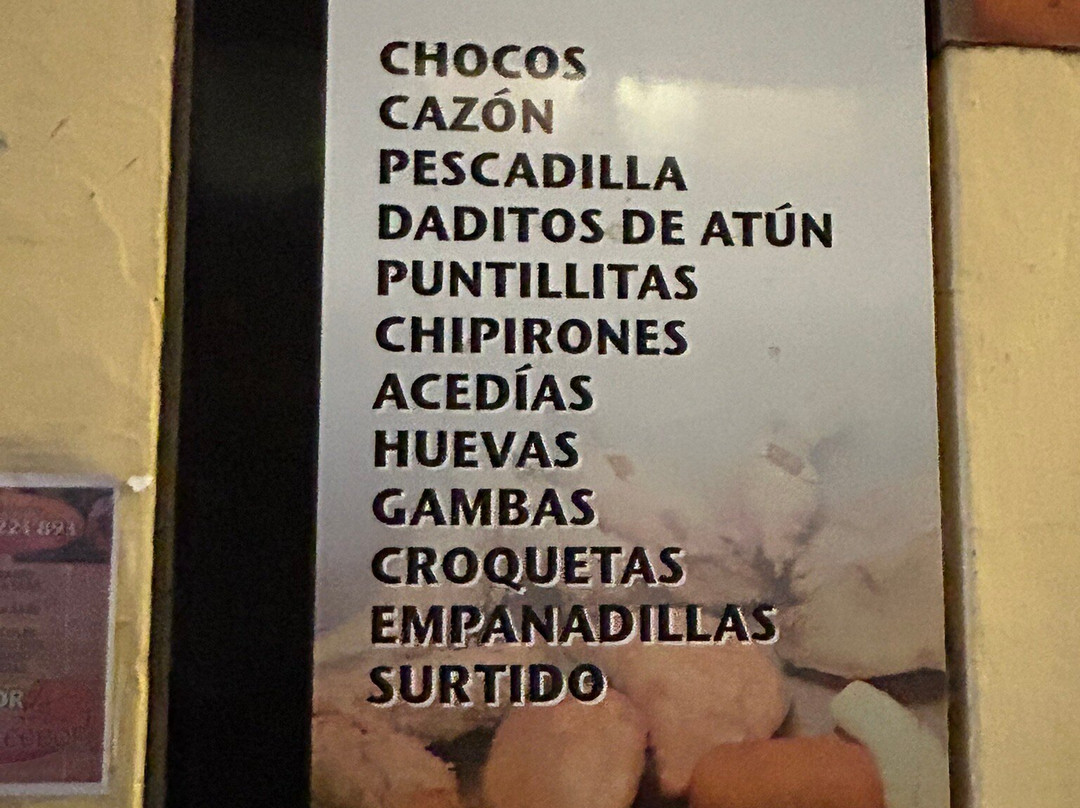 CHOCOS
CAZÓN
PESCADILLA
DADITOS DE ATÚN
PUNTILLITAS
CHIPIRONES
ACEDÍAS
HUEVAS
GAMBAS
CROQUETAS
EMPANADILLAS
SURTIDO